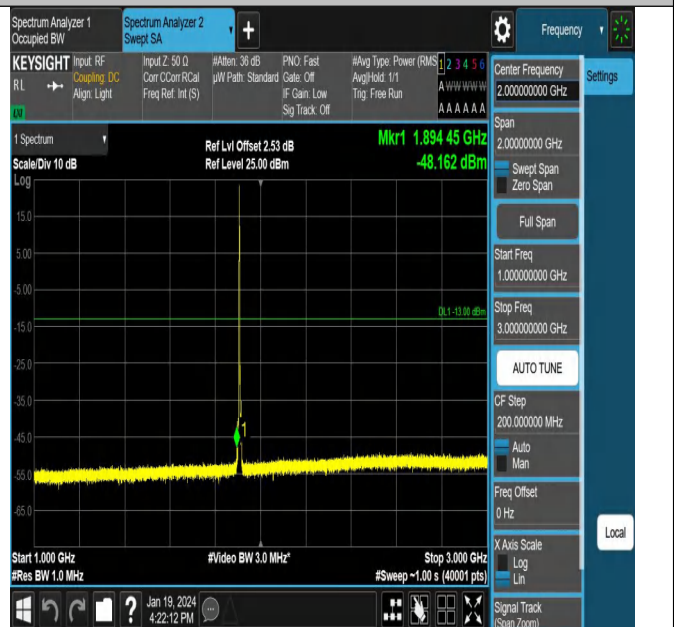 Spectrum Analyzer 1
Occupied BW
Spectrum Analyzer 2
Swept SA
Frequency
KEYSIGHT
RL
LXI
Input: RF
Coupling: DC
Align: Light
Input Z: 50 Ω
Corr CCorr RCal
Freq Ref: Int (S)
#Atten: 36 dB
µW Path: Standard
PNO: Fast
Gate: Off
IF Gain: Low
Sig Track: Off
#Avg Type: Power (RMS
Avg|Hold: 1/1
Trig: Free Run
1 2 3 4 5 6
A W W W W W
A A A A A A
1 Spectrum
Scale/Div 10 dB
Log
Ref Lvl Offset 2.53 dB
Ref Level 25.00 dBm
Mkr1 1.894 45 GHz
-48.162 dBm
15.0
5.00
-5.00
-15.0
-25.0
-35.0
-45.0
-55.0
-65.0
DL1 -13.00 dBm
1
Start 1.000 GHz
#Res BW 1.0 MHz
#Video BW 3.0 MHz*
Stop 3.000 GHz
#Sweep ~1.00 s (40001 pts)
Center Frequency
2.000000000 GHz
Span
2.00000000 GHz
Swept Span
Zero Span
Full Span
Start Freq
1.000000000 GHz
Stop Freq
3.000000000 GHz
AUTO TUNE
CF Step
200.000000 MHz
Auto
Man
Freq Offset
0 Hz
X Axis Scale
Log
Lin
Signal Track
(Span Zoom)
Settings
Local
?
Jan 19, 2024
4:22:12 PM